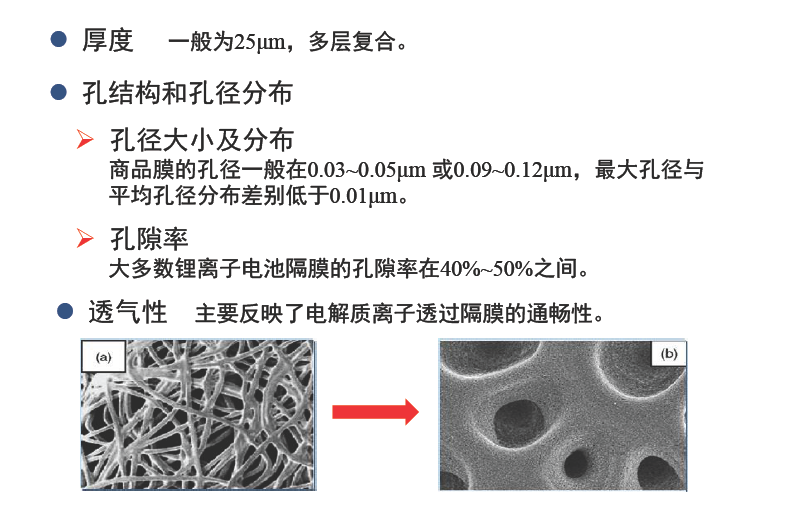 厚度 一般为25μm，多层复合。
孔结构和孔径分布
孔径大小及分布
商品膜的孔径一般在0.03~0.05μm 或0.09~0.12μm，最大孔径与
平均孔径分布差别低于0.01μm。
孔隙率
大多数锂离子电池隔膜的孔隙率在40%~50%之间。
透气性 主要反映了电解质离子透过隔膜的通畅性。
(a)
(b)